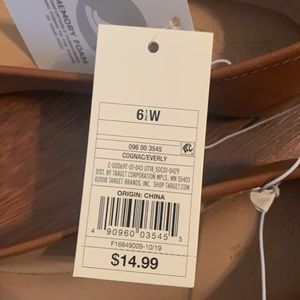 MEMORY FOAM
6½W
096 00 3545
COGNAC/EVERLY
C-000697-01-043 UT18_50C01-0429
DIST. BY TARGET CORPORATION MPLS., MN 55403
©2018 TARGET BRANDS, INC. SHOP TARGET.COM
ORIGIN: CHINA
4 90960 03545 5
F16849009-10/19
$14.99